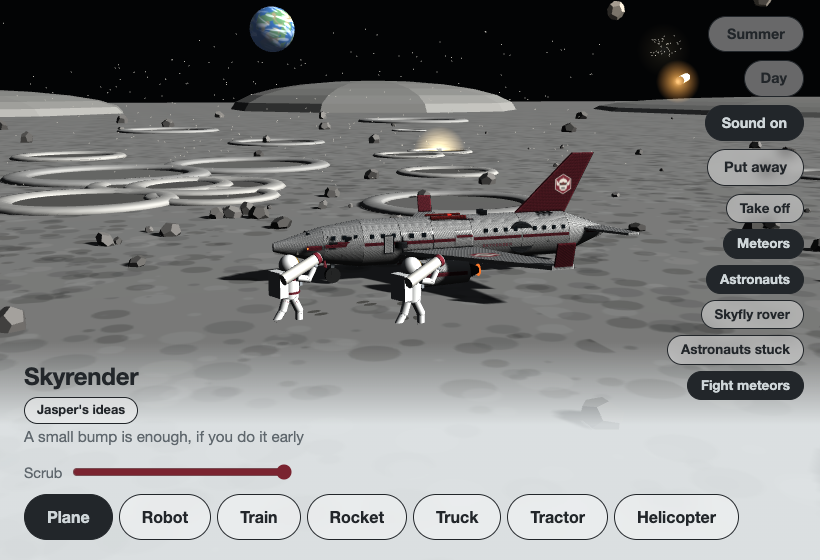 Summer
Day
Sound on
Put away
Take off
Meteors
Astronauts
Skyfly rover
Astronauts stuck
Fight meteors
Skyrender
Jasper's ideas
A small bump is enough, if you do it early
Scrub
Plane
Robot
Train
Rocket
Truck
Tractor
Helicopter